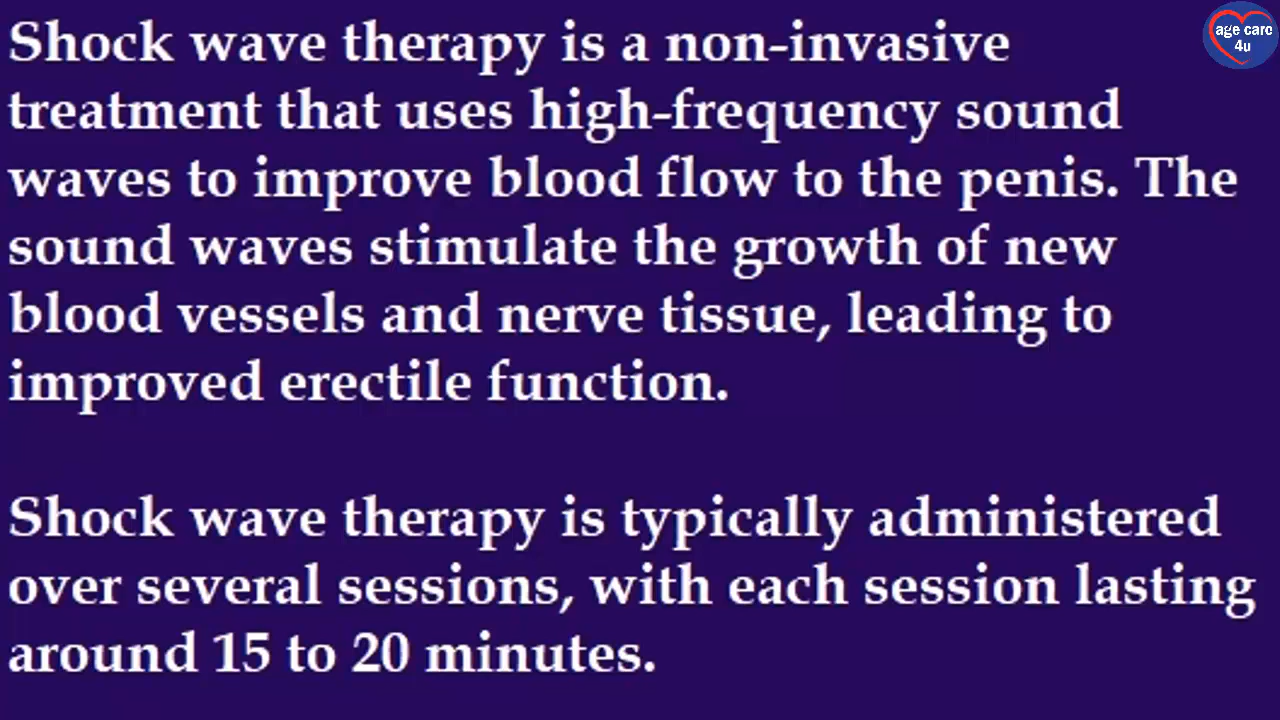 Shock wave therapy is a non-invasive
treatment that uses high-frequency sound
waves to improve blood flow to the penis. The
sound waves stimulate the growth of new
blood vessels and nerve tissue, leading to
improved erectile function.
Shock wave therapy is typically administered
over several sessions, with each session lasting
around 15 to 20 minutes.
age care
4u